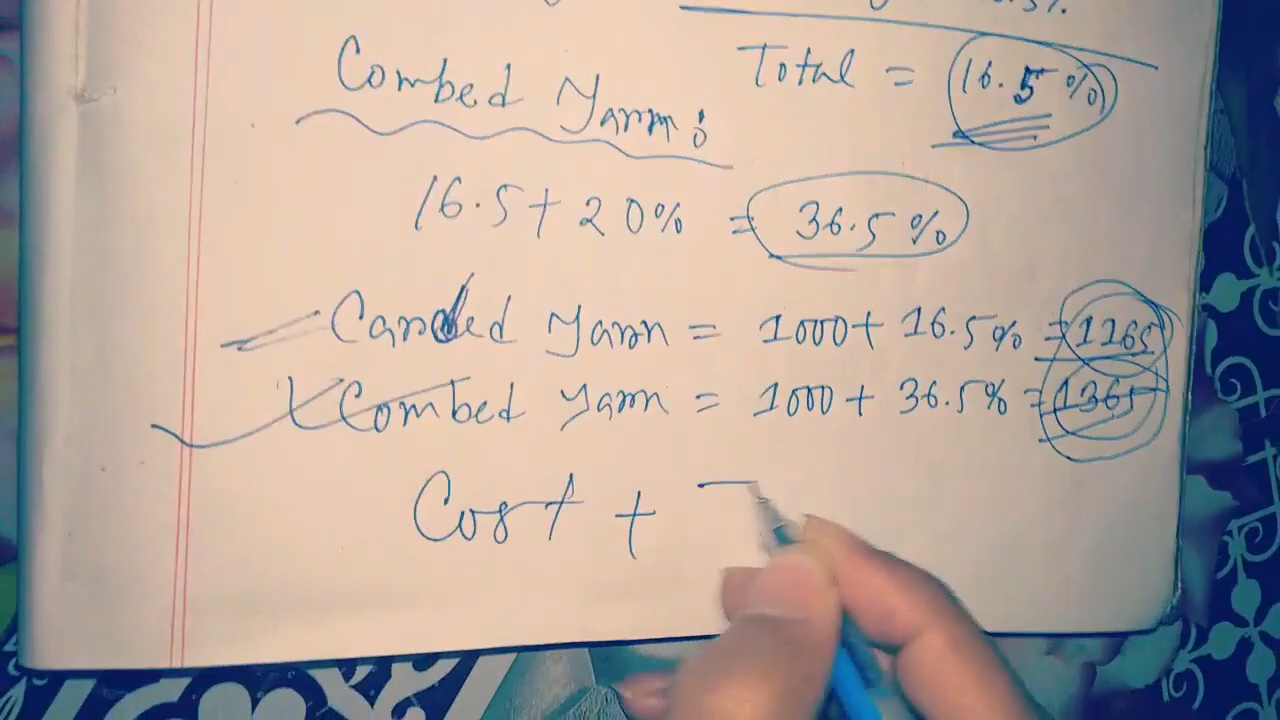 Total = 16.5%
Combed Yarn:
16.5+20% = 36.5%
Carded Yarn = 1000+ 16.5% = 1165
Combed Yarn = 1000+ 36.5% = 1365
Cost +